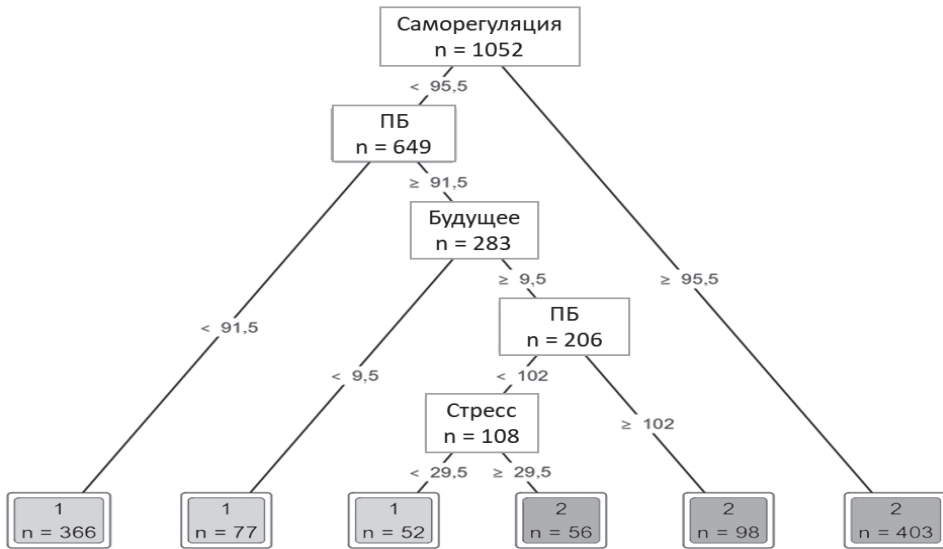 Саморегуляция
n = 1052
< 95,5
ПБ
n = 649
≥ 91,5
Будущее
n = 283
≥ 9,5
≥ 95,5
ПБ
n = 206
< 91,5
< 9,5
< 102
Стресс
n = 108
≥ 102
< 29,5
≥ 29,5
1
n = 366
1
n = 77
1
n = 52
2
n = 56
2
n = 98
2
n = 403